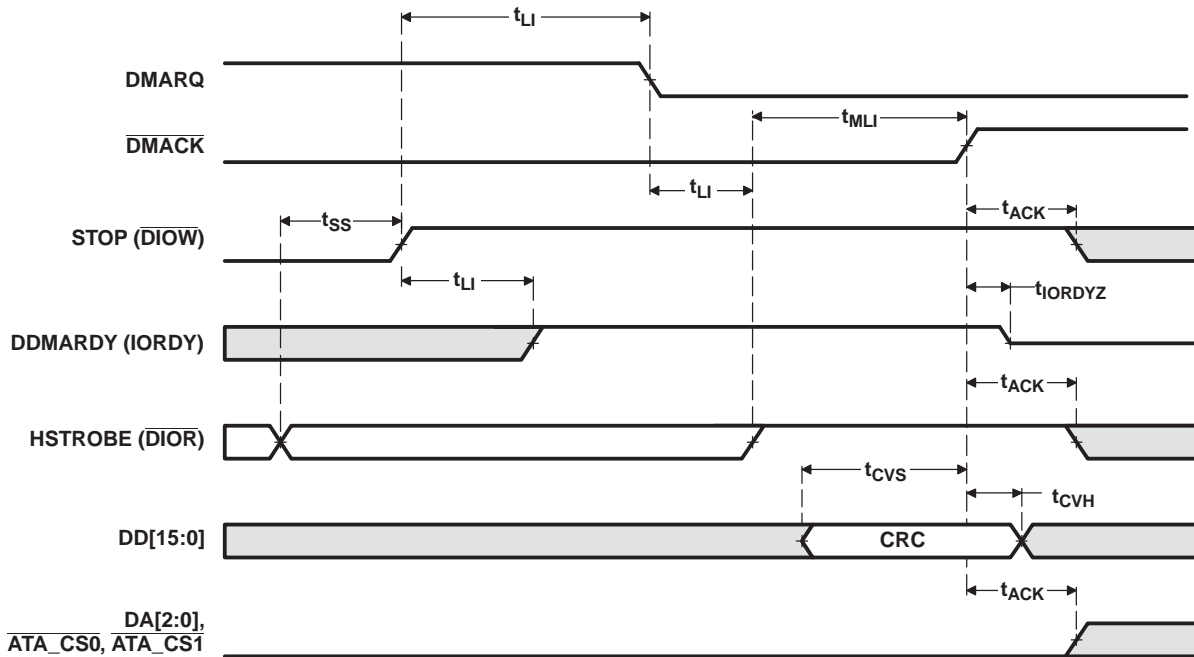 tLI
DMARQ
tMLI
DMACK
tLI
tSS
tACK
STOP (DIOW)
tLI
tIORDYZ
DDMARDY (IORDY)
tACK
HSTROBE (DIOR)
tCVS
tCVH
DD[15:0]
CRC
tACK
DA[2:0],
ATA_CS0, ATA_CS1